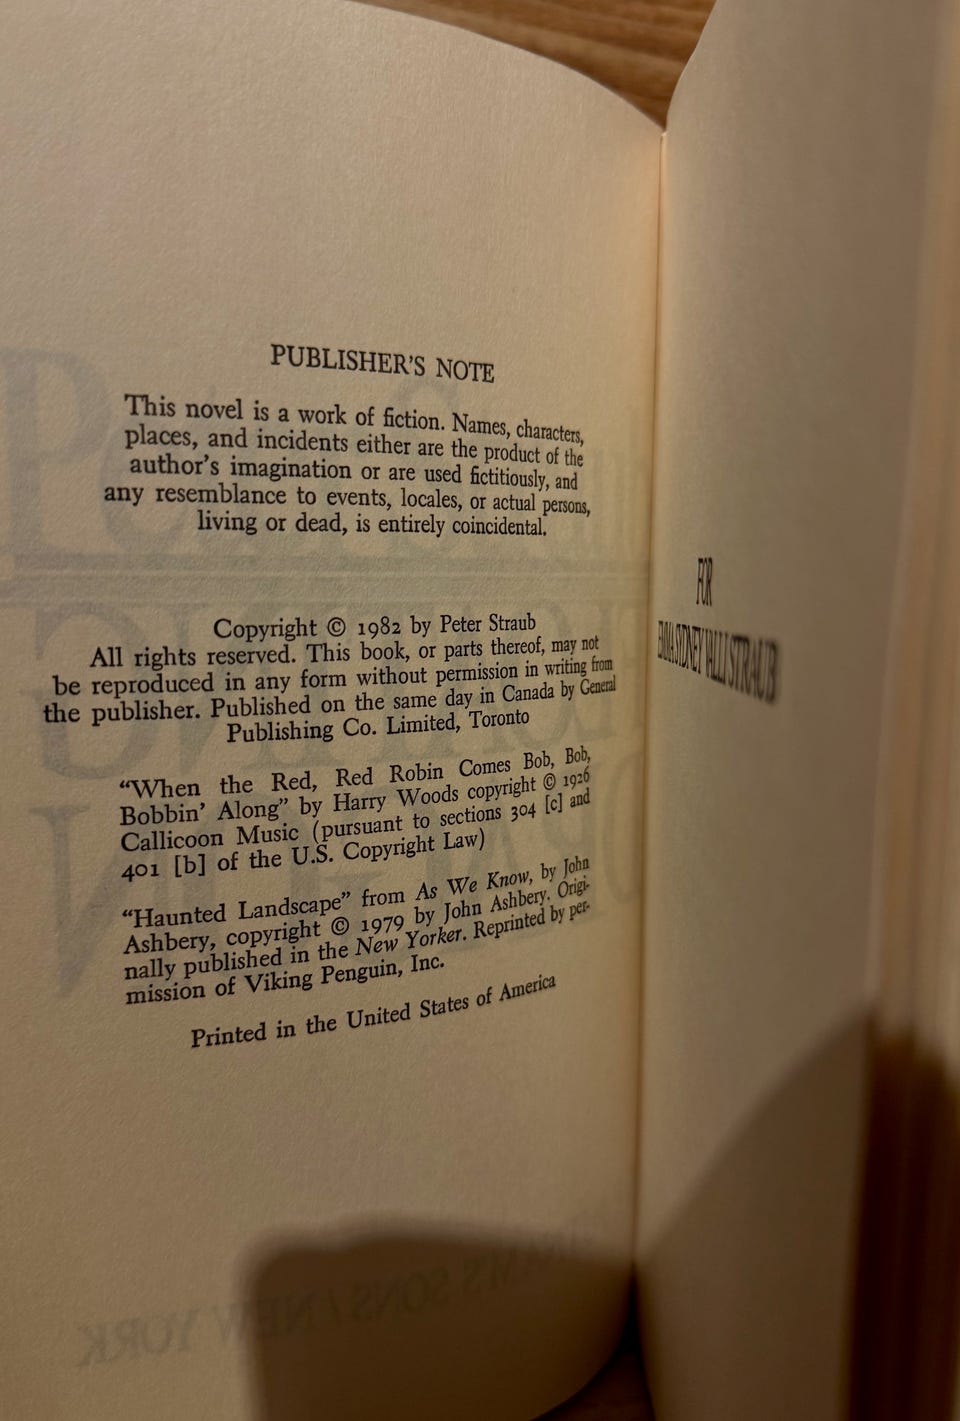 PUBLISHER'S NOTE
This novel is a work of fiction. Names, characters,
places, and incidents either are the product of the
author's imagination or are used fictitiously, and
any resemblance to events, locales, or actual persons,
living or dead, is entirely coincidental.
Copyright © 1982 by Peter Straub
All rights reserved. This book, or parts thereof, may not
be reproduced in any form without permission in writing from
the publisher. Published on the same day in Canada by General
Publishing Co. Limited, Toronto
"When the Red, Red Robin Comes Bob, Bob,
Bobbin' Along" by Harry Woods copyright © 1926
Callicoon Music (pursuant to sections 304 [c] and
401 [b] of the U.S. Copyright Law)
"Haunted Landscape" from As We Know, by John
Ashbery, copyright © 1979 by John Ashbery. Origi-
nally published in the New Yorker. Reprinted by per-
mission of Viking Penguin, Inc.
Printed in the United States of America
FOR
EMMA SYDNEY VALLI STRAUB
SONS / NEW YORK